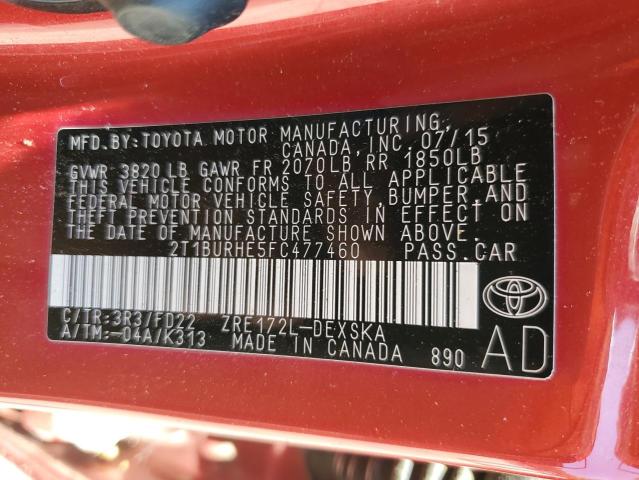 MFD.BY:TOYOTA MOTOR MANUFACTURING,
CANADA,INC.07/15
GVWR 3820LB GAWR FR 2070LB RR 1850LB
THIS VEHICLE CONFORMS TO ALL APPLICABLE
FEDERAL MOTOR VEHICLE SAFETY,BUMPER,AND
THEFT PREVENTION STANDARDS IN EFFECT ON
THE DATE OF MANUFACTURE SHOWN ABOVE.
2T1BURHE5FC477460 PASS.CAR
C/TR:3R3/FD22 ZRE172L-DEXSKA
A/TM:-04A/K313 MADE IN CANADA 890 AD